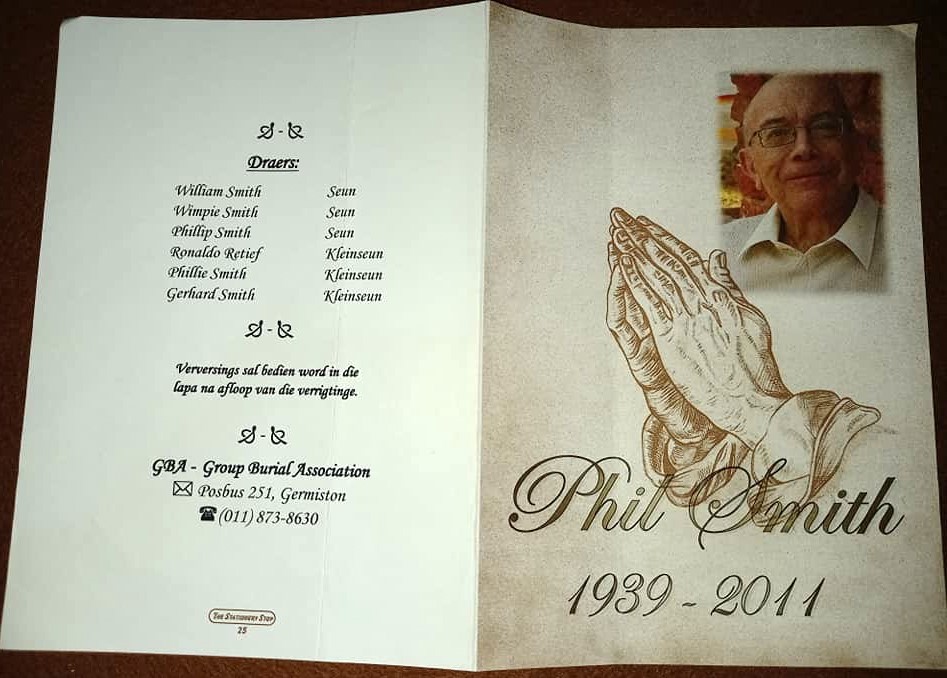 Draers:
William Smith Seun
Wimpie Smith Seun
Phillip Smith Seun
Ronaldo Retief Kleinseun
Phillie Smith Kleinseun
Gerhard Smith Kleinseun
Verversings sal bedien word in die
lapa na afloop van die verrigtinge.
GBA - Group Burial Association
Posbus 251, Germiston
(011) 873-8630
The Stationery Stop
25
Phil Smith
1939 - 2011